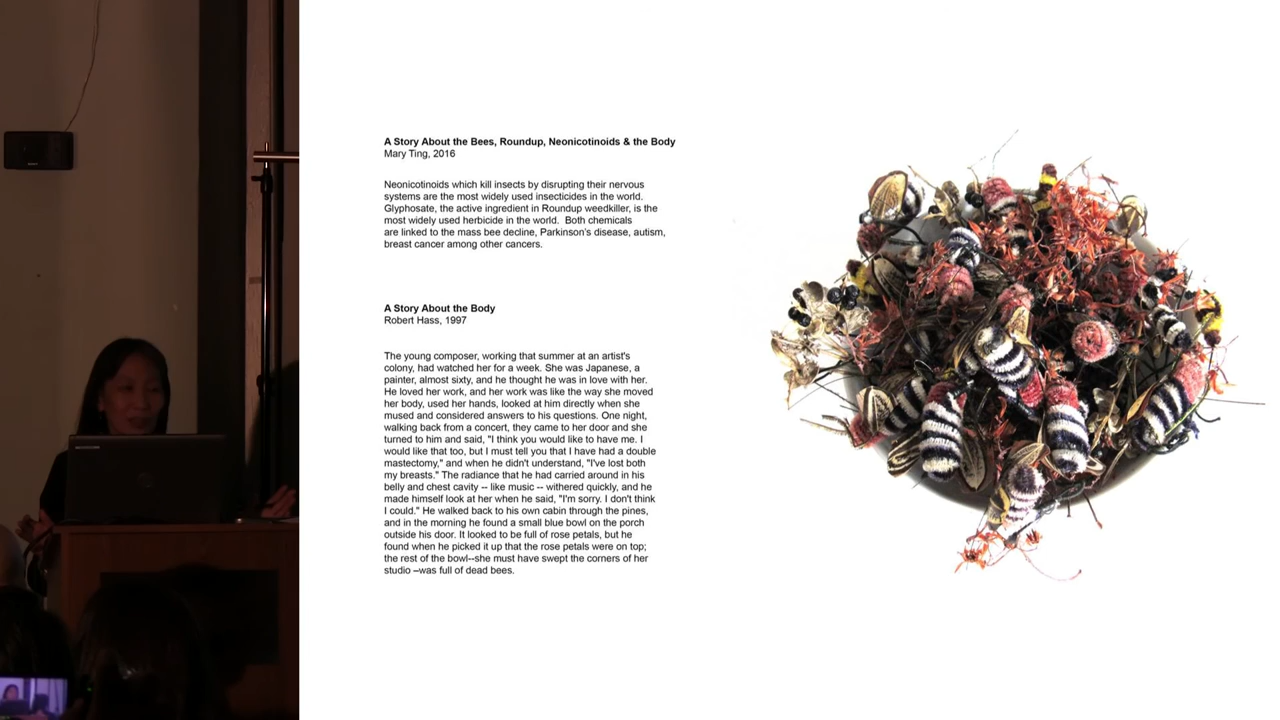 A Story About the Bees, Roundup, Neonicotinoids & the Body
Mary Ting, 2016
Neonicotinoids which kill insects by disrupting their nervous
systems are the most widely used insecticides in the world.
Glyphosate, the active ingredient in Roundup weedkiller, is the
most widely used herbicide in the world.  Both chemicals
are linked to the mass bee decline, Parkinson's disease, autism,
breast cancer among other cancers.
A Story About the Body
Robert Hass, 1997
The young composer, working that summer at an artist's
colony, had watched her for a week. She was Japanese, a
painter, almost sixty, and he thought he was in love with her.
He loved her work, and her work was like the way she moved
her body, used her hands, looked at him directly when she
mused and considered answers to his questions. One night,
walking back from a concert, they came to her door and she
turned to him and said, "I think you would like to have me. I
would like that too, but I must tell you that I have had a double
mastectomy," and when he didn't understand, "I've lost both
my breasts." The radiance that he had carried around in his
belly and chest cavity -- like music -- withered quickly, and he
made himself look at her when he said, "I'm sorry. I don't think
I could." He walked back to his own cabin through the pines,
and in the morning he found a small blue bowl on the porch
outside his door. It looked to be full of rose petals, but he
found when he picked it up that the rose petals were on top;
the rest of the bowl--she must have swept the corners of her
studio –was full of dead bees.